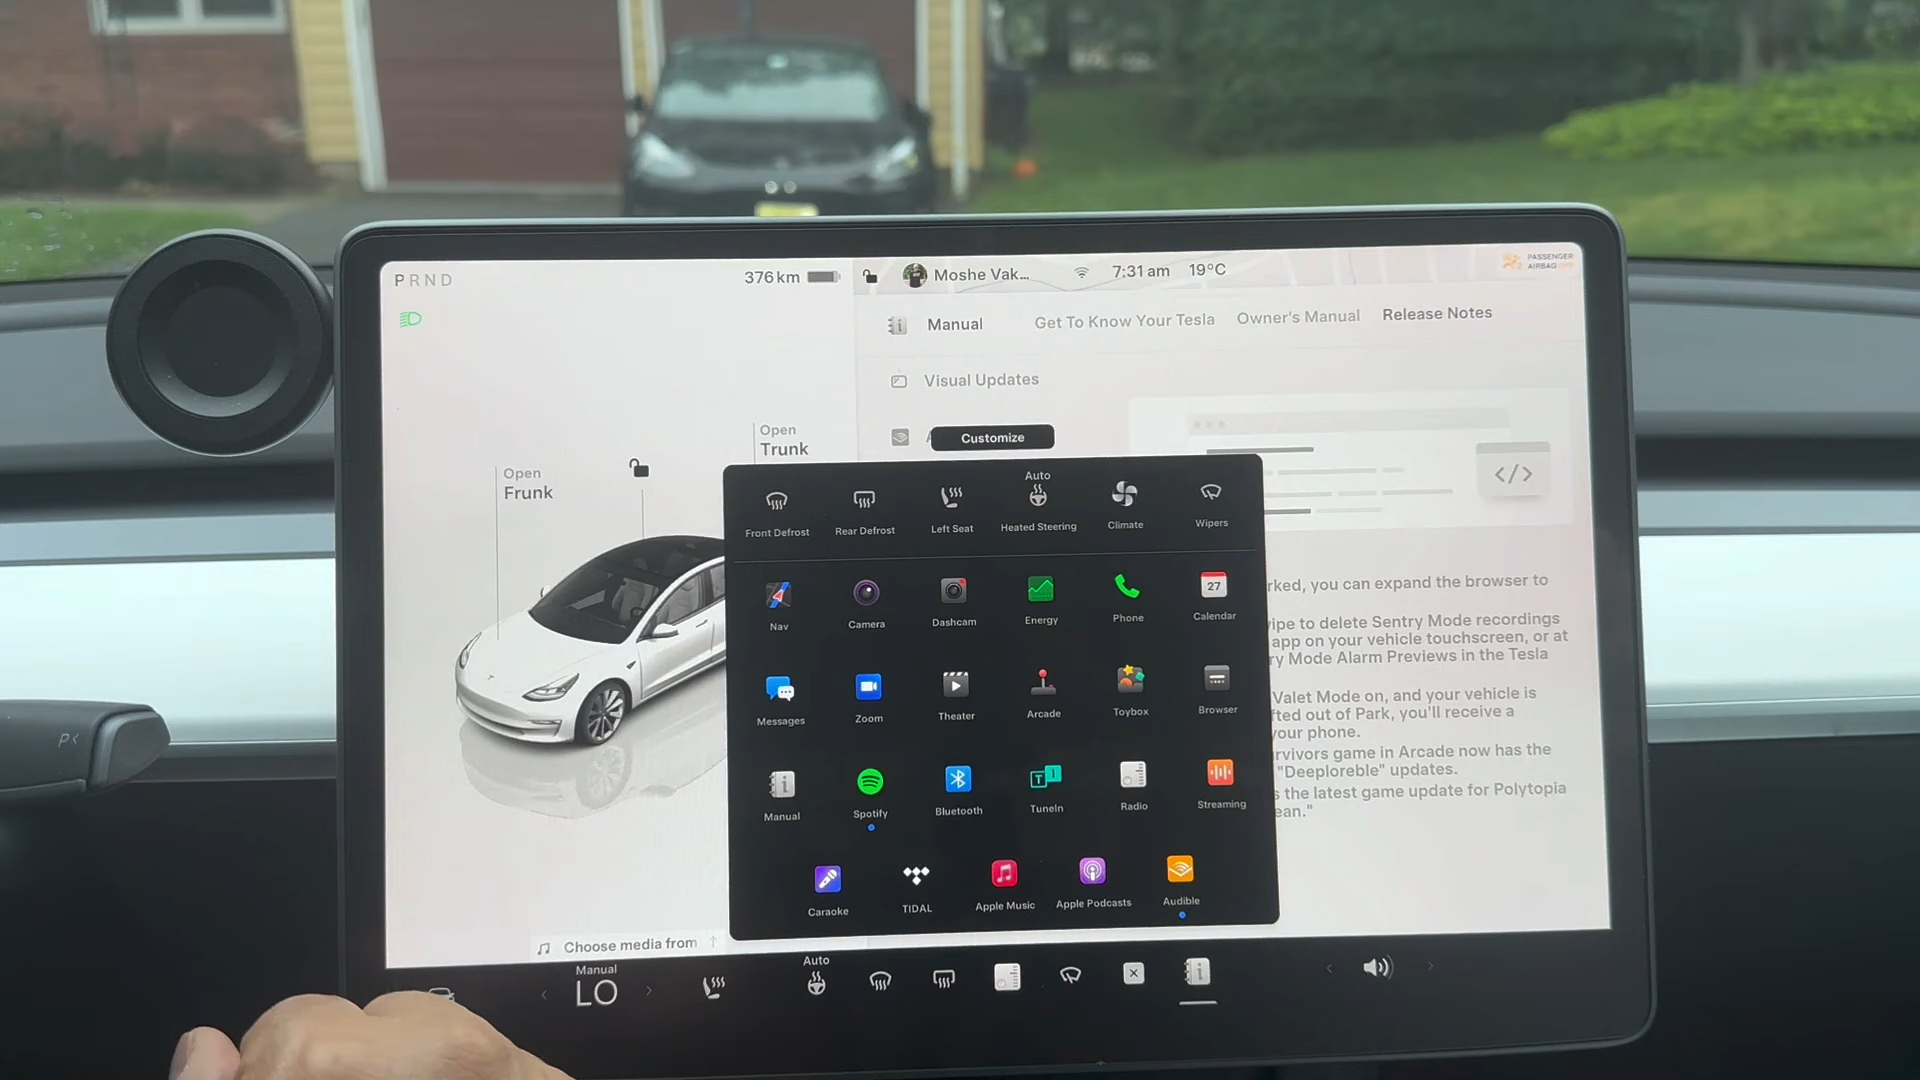 PRND
376 km
Moshe Vak...
7:31 am
19°C
PASSENGER
AIRBAG
Manual
Get To Know Your Tesla
Owner's Manual
Release Notes
Visual Updates
Customize
Open
Trunk
Open
Frunk
</>
Auto
Front Defrost
Rear Defrost
Left Seat
Heated Steering
Climate
Wipers
Nav
Camera
Dashcam
Energy
Phone
27
Calendar
Messages
Zoom
Theater
Arcade
Toybox
Browser
Manual
Spotify
Bluetooth
TuneIn
Radio
Streaming
Caraoke
TIDAL
Apple Music
Apple Podcasts
Audible
rked, you can expand the browser to
ipe to delete Sentry Mode recordings
app on your vehicle touchscreen, or at
ry Mode Alarm Previews in the Tesla
Valet Mode on, and your vehicle is
fted out of Park, you'll receive a
your phone.
rvivors game in Arcade now has the
"Deeploreble" updates.
s the latest game update for Polytopia
ean."
Choose media from
Manual
LO
Auto
P<